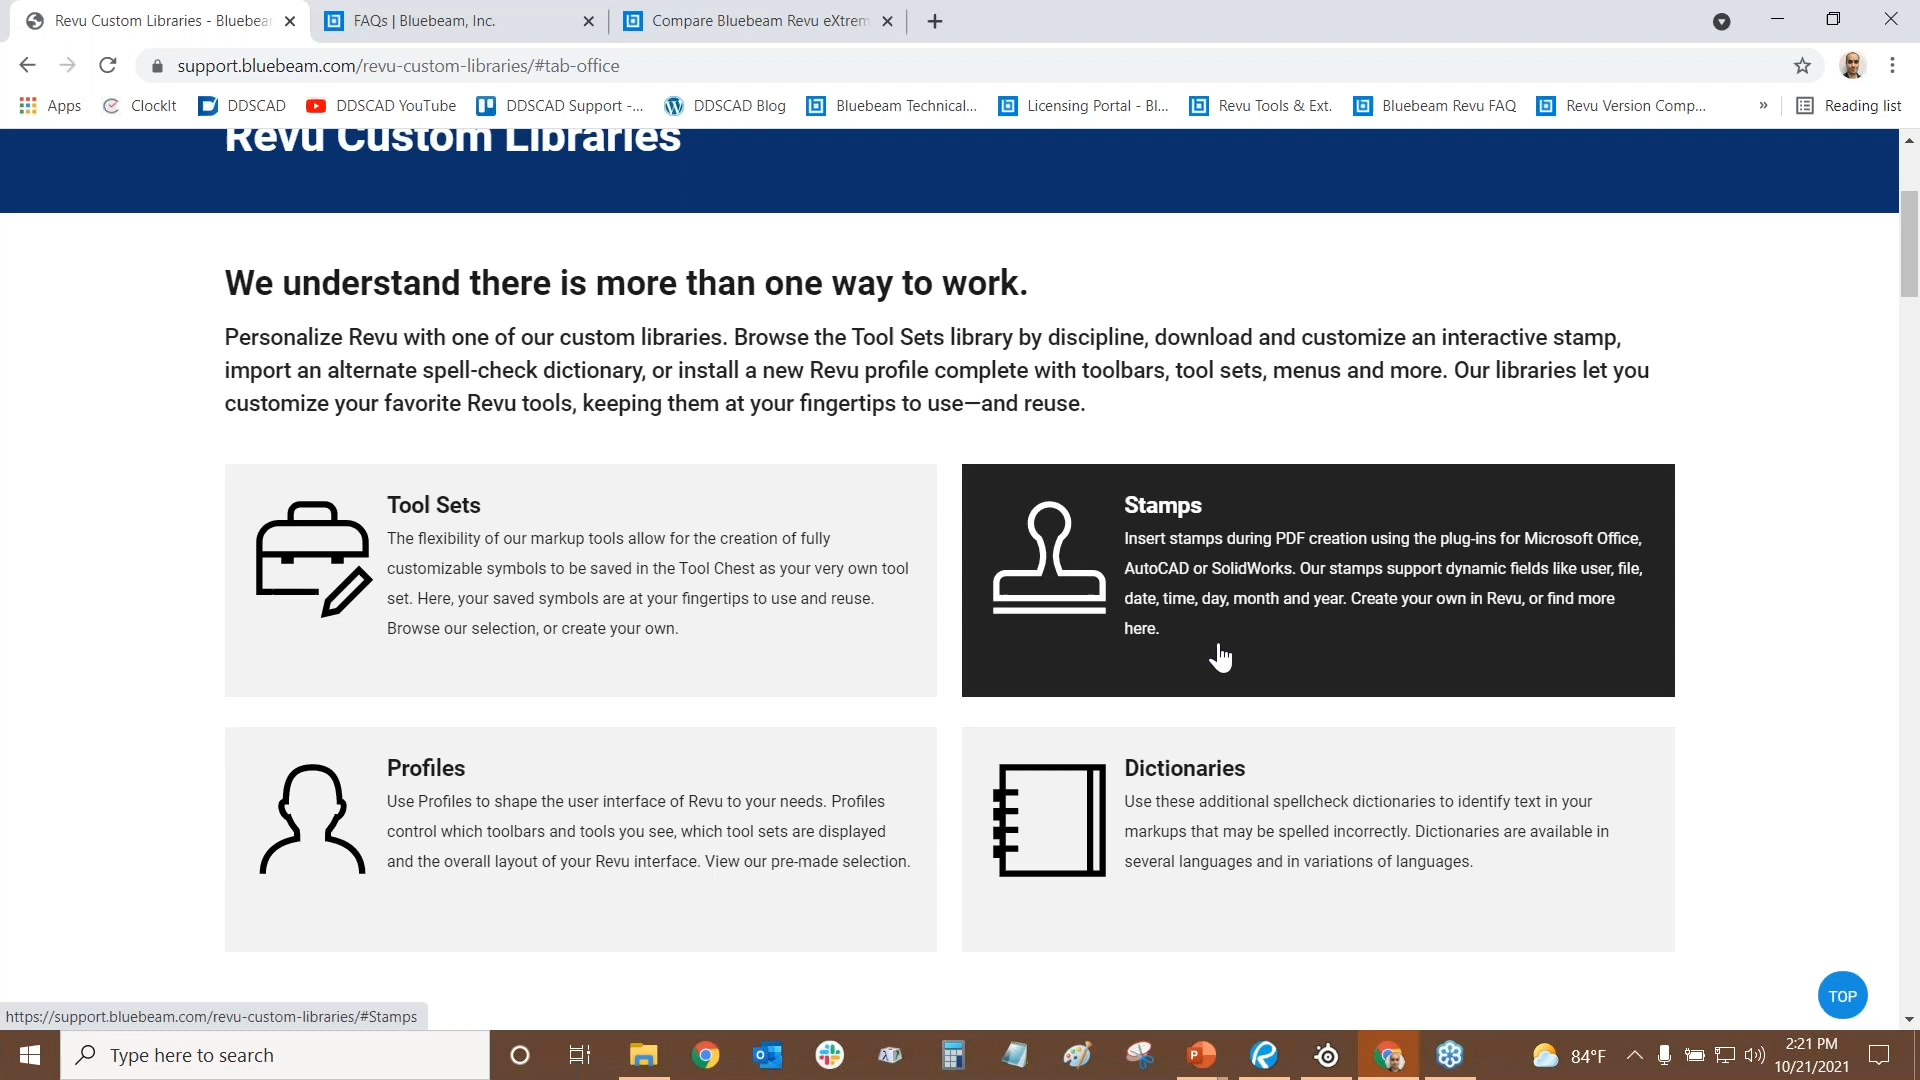 Revu Custom Libraries - Bluebea
FAQs | Bluebeam, Inc.
Compare Bluebeam Revu eXtrem
support.bluebeam.com/revu-custom-libraries/#tab-office
Apps
ClockIt
DDSCAD
DDSCAD YouTube
DDSCAD Support -...
DDSCAD Blog
Bluebeam Technical...
Licensing Portal - Bl...
Revu Tools & Ext.
Bluebeam Revu FAQ
Revu Version Comp...
»
Reading list
Revu Custom Libraries
We understand there is more than one way to work.
Personalize Revu with one of our custom libraries. Browse the Tool Sets library by discipline, download and customize an interactive stamp,
import an alternate spell-check dictionary, or install a new Revu profile complete with toolbars, tool sets, menus and more. Our libraries let you
customize your favorite Revu tools, keeping them at your fingertips to use—and reuse.
Tool Sets
The flexibility of our markup tools allow for the creation of fully
customizable symbols to be saved in the Tool Chest as your very own tool
set. Here, your saved symbols are at your fingertips to use and reuse.
Browse our selection, or create your own.
Stamps
Insert stamps during PDF creation using the plug-ins for Microsoft Office,
AutoCAD or SolidWorks. Our stamps support dynamic fields like user, file,
date, time, day, month and year. Create your own in Revu, or find more
here.
Profiles
Use Profiles to shape the user interface of Revu to your needs. Profiles
control which toolbars and tools you see, which tool sets are displayed
and the overall layout of your Revu interface. View our pre-made selection.
Dictionaries
Use these additional spellcheck dictionaries to identify text in your
markups that may be spelled incorrectly. Dictionaries are available in
several languages and in variations of languages.
TOP
https://support.bluebeam.com/revu-custom-libraries/#Stamps
Type here to search
84°F
2:21 PM
10/21/2021